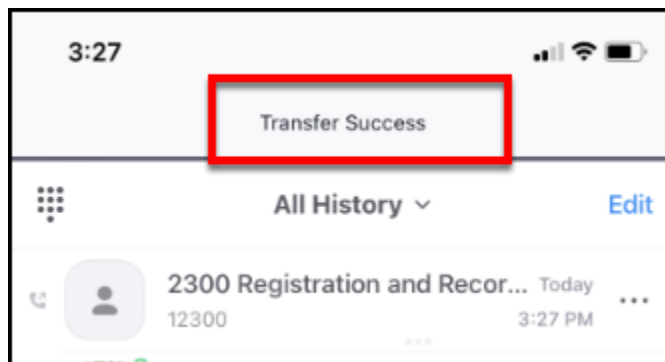 3:27
Transfer Success
All History
Edit
2300 Registration and Recor... Today
12300 3:27 PM